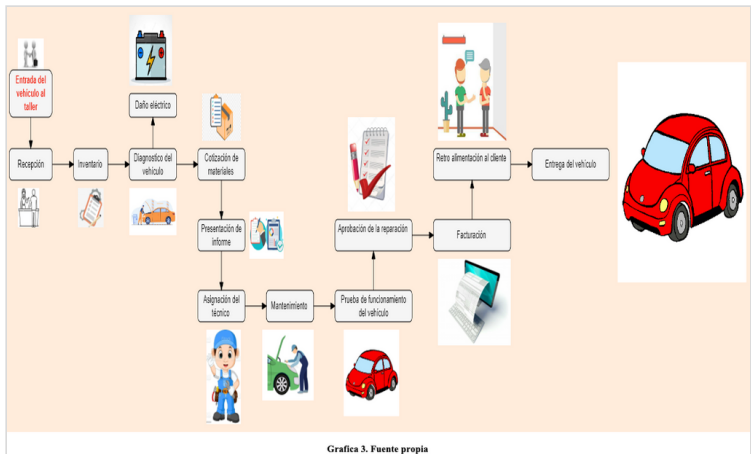 Entrada del
vehículo al
taller
Recepción
Inventario
Daño eléctrico
Diagnostico del
vehículo
Cotización de
materiales
Presentación de
informe
Asignación del
técnico
Mantenimiento
Prueba de funcionamiento
del vehículo
Aprobación de la reparación
Facturación
Retro alimentación al cliente
Entrega del vehículo
Grafica 3. Fuente propia